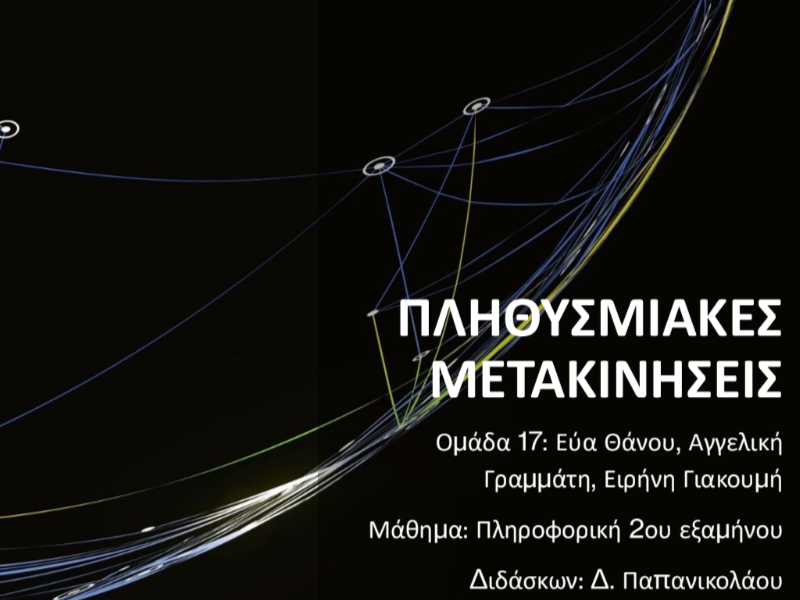 ΠΛΗΘΥΣΜΙΑΚΕΣ
ΜΕΤΑΚΙΝΗΣΕΙΣ
Ομάδα 17: Εύα Θάνου, Αγγελική
Γραμμάτη, Ειρήνη Γιακουμή
Μάθημα: Πληροφορική 2ου εξαμήνου
Διδάσκων: Δ. Παπανικολάου